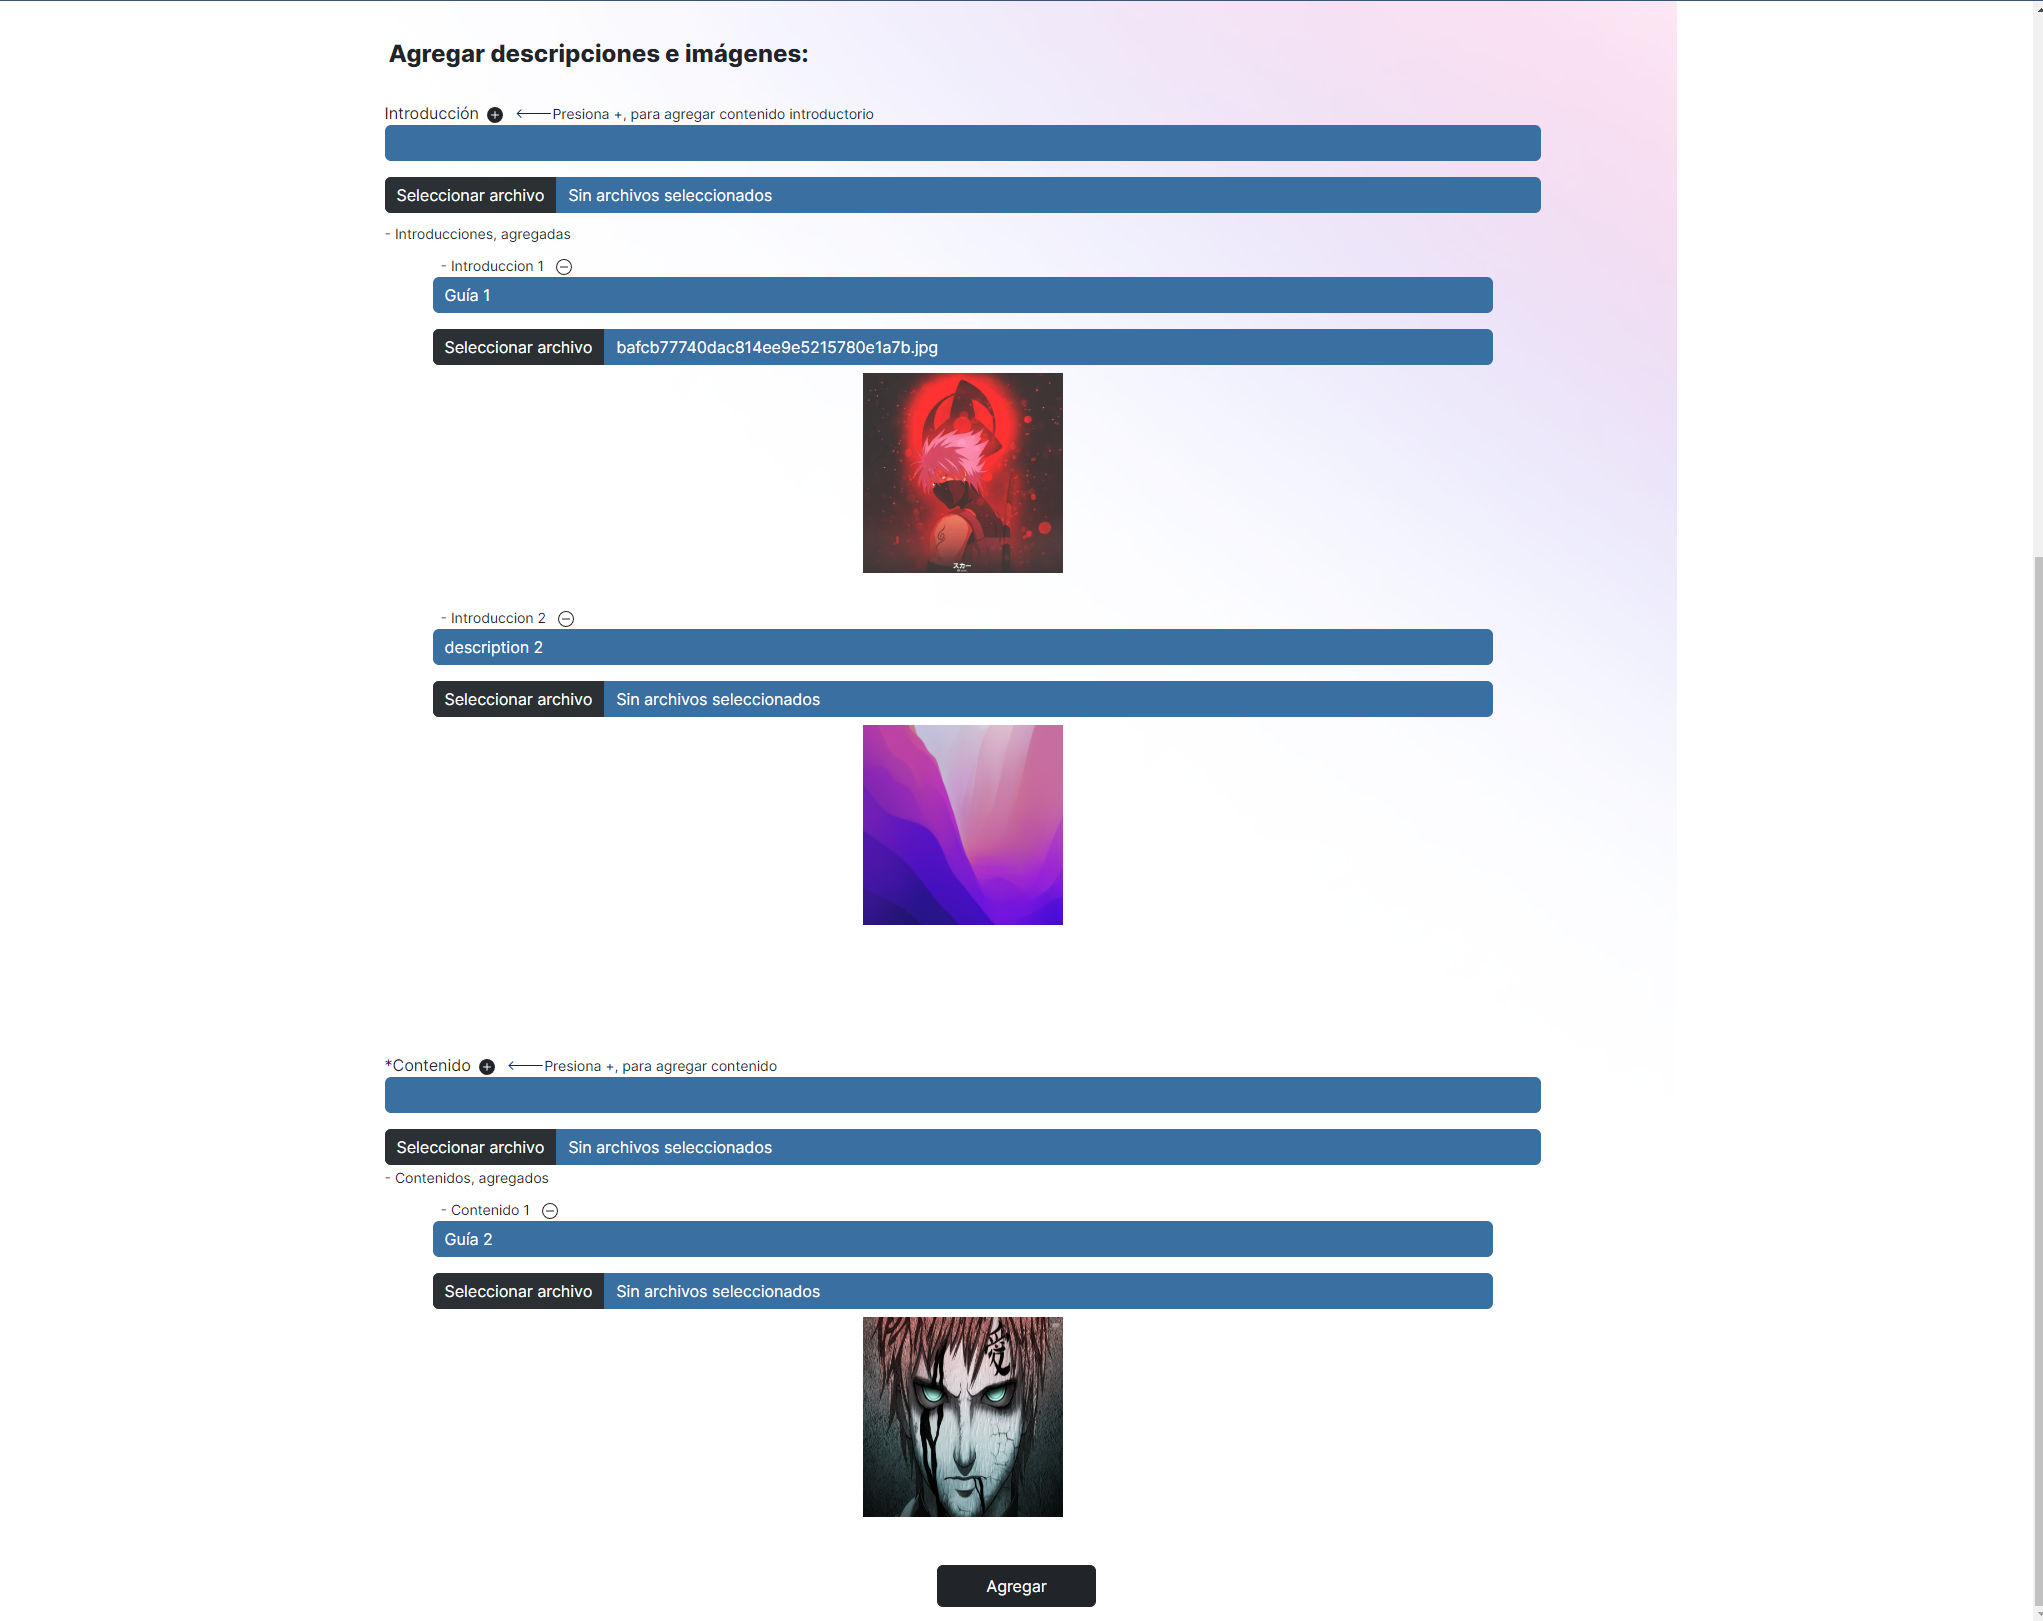 Agregar descripciones e imágenes:
Introducción + ⟵Presiona +, para agregar contenido introductorio
Seleccionar archivo Sin archivos seleccionados
- Introducciones, agregadas
- Introduccion 1
Guía 1
Seleccionar archivo bafcb77740dac814ee9e5215780e1a7b.jpg
スカー
- Introduccion 2
description 2
Seleccionar archivo Sin archivos seleccionados
*Contenido + ⟵Presiona +, para agregar contenido
Seleccionar archivo Sin archivos seleccionados
- Contenidos, agregados
- Contenido 1
Guía 2
Seleccionar archivo Sin archivos seleccionados
愛
Agregar